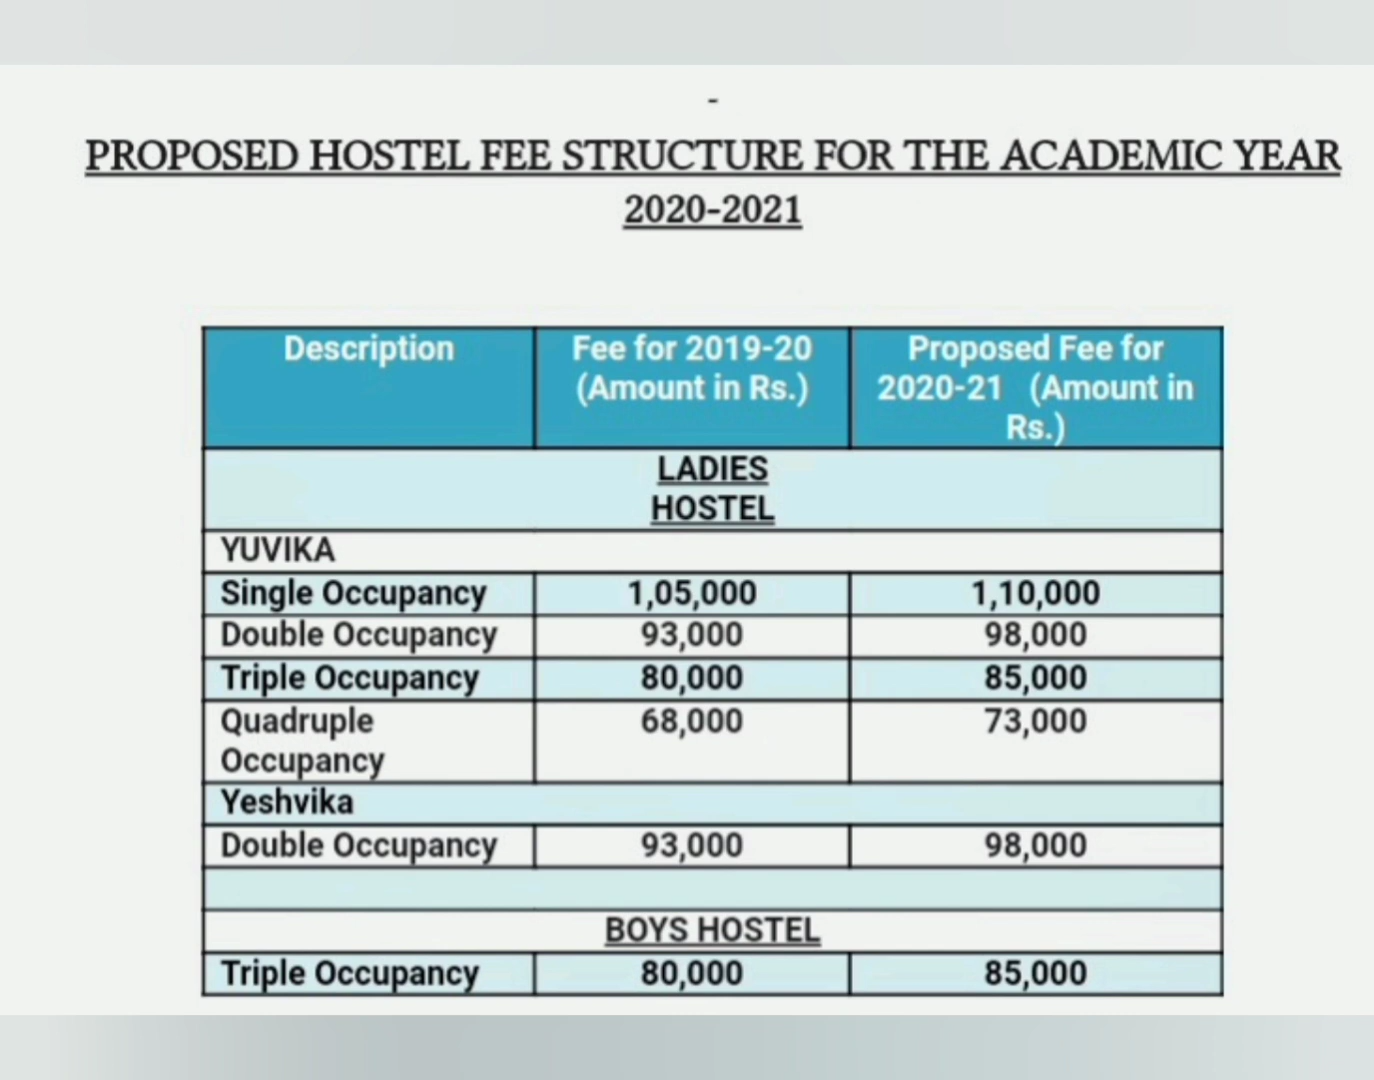 -
PROPOSED HOSTEL FEE STRUCTURE FOR THE ACADEMIC YEAR
2020-2021
Description Fee for 2019-20 (Amount in Rs.) Proposed Fee for 2020-21 (Amount in Rs.)
LADIES
HOSTEL
YUVIKA
Single Occupancy 1,05,000 1,10,000
Double Occupancy 93,000 98,000
Triple Occupancy 80,000 85,000
Quadruple Occupancy 68,000 73,000
Yeshvika
Double Occupancy 93,000 98,000
BOYS HOSTEL
Triple Occupancy 80,000 85,000